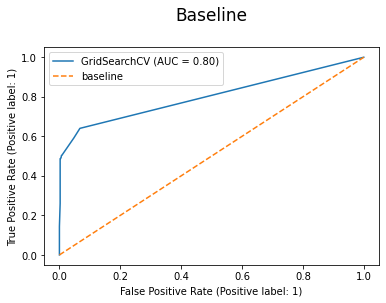 Baseline
GridSearchCV (AUC = 0.80)
baseline
True Positive Rate (Positive label: 1)
1.0
0.8
0.6
0.4
0.2
0.0
0.0 0.2 0.4 0.6 0.8 1.0
False Positive Rate (Positive label: 1)